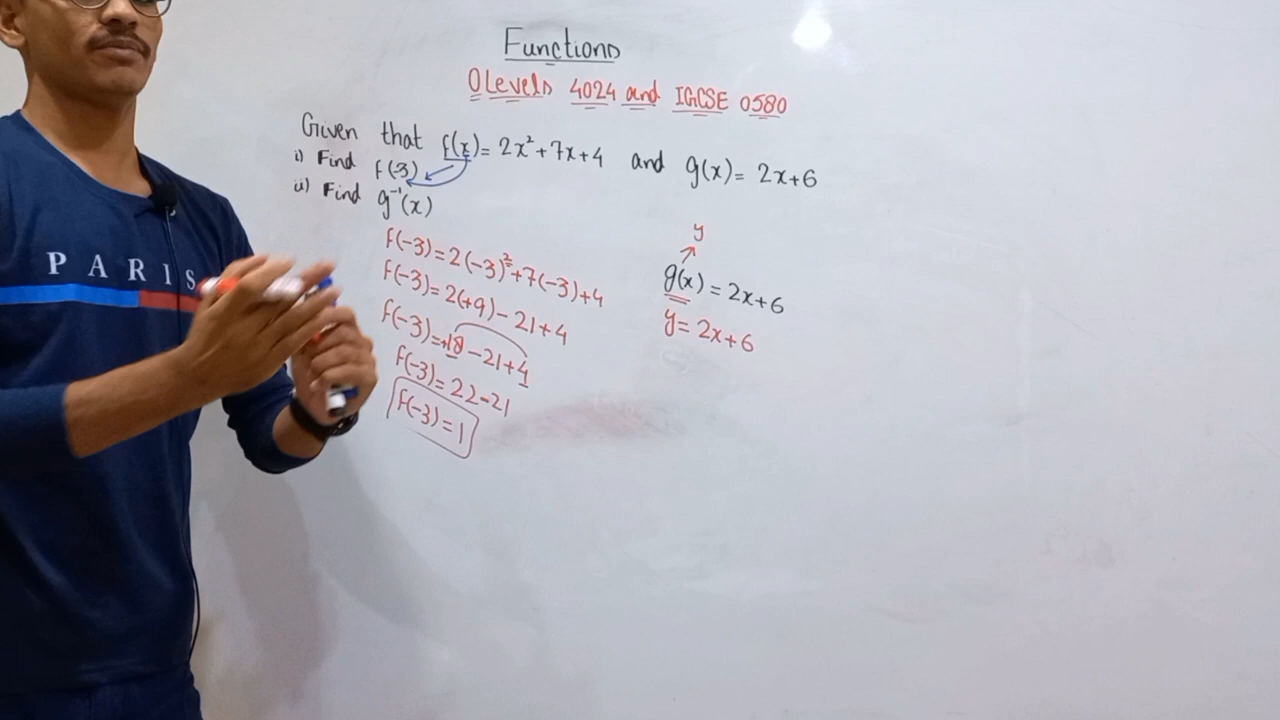 Functions
OLevels 4024 and IGCSE 0580
Given that f(x)= 2x²+7x+4 and g(x)= 2x+6
i) Find f(-3)
ii) Find g⁻¹(x)
f(-3)=2(-3)²+7(-3)+4
f(-3)=2(+9)-21+4
f(-3)=+18-21+4
f(-3)=22-21
f(-3)=1
y
g(x)=2x+6
y=2x+6
PARIS